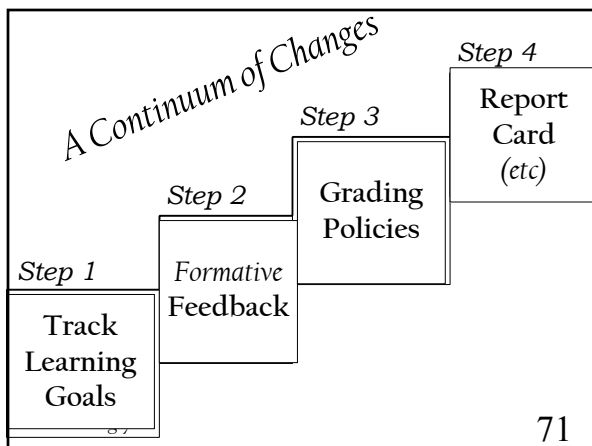 A Continuum of Changes
Step 1
Track
Learning
Goals
Step 2
Formative
Feedback
Step 3
Grading
Policies
Step 4
Report
Card
(etc)
71